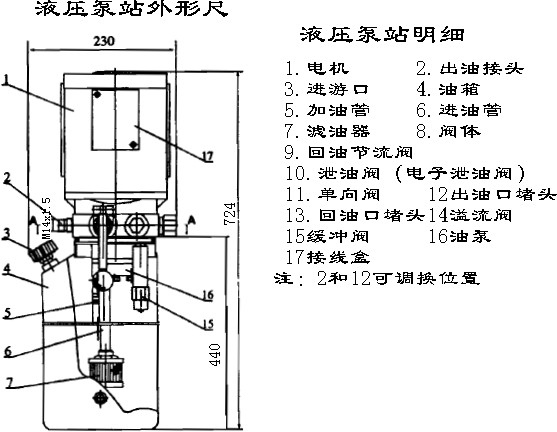 液压泵站外形尺
230
液压泵站明细
1. 电机 2. 出油接头
3. 进游口 4. 油箱
5. 加油管 6. 进油管
7. 滤油器 8. 阀体
9. 回油节流阀
10. 泄油阀（电子泄油阀）
11. 单向阀 12出油口堵头
13. 回油口堵头14溢流阀
15缓冲阀 16油泵
17接线盒
注: 2和12可调换位置
1
17
2
A
M14x1.5
A
724
3
4
16
5
15
6
440
7